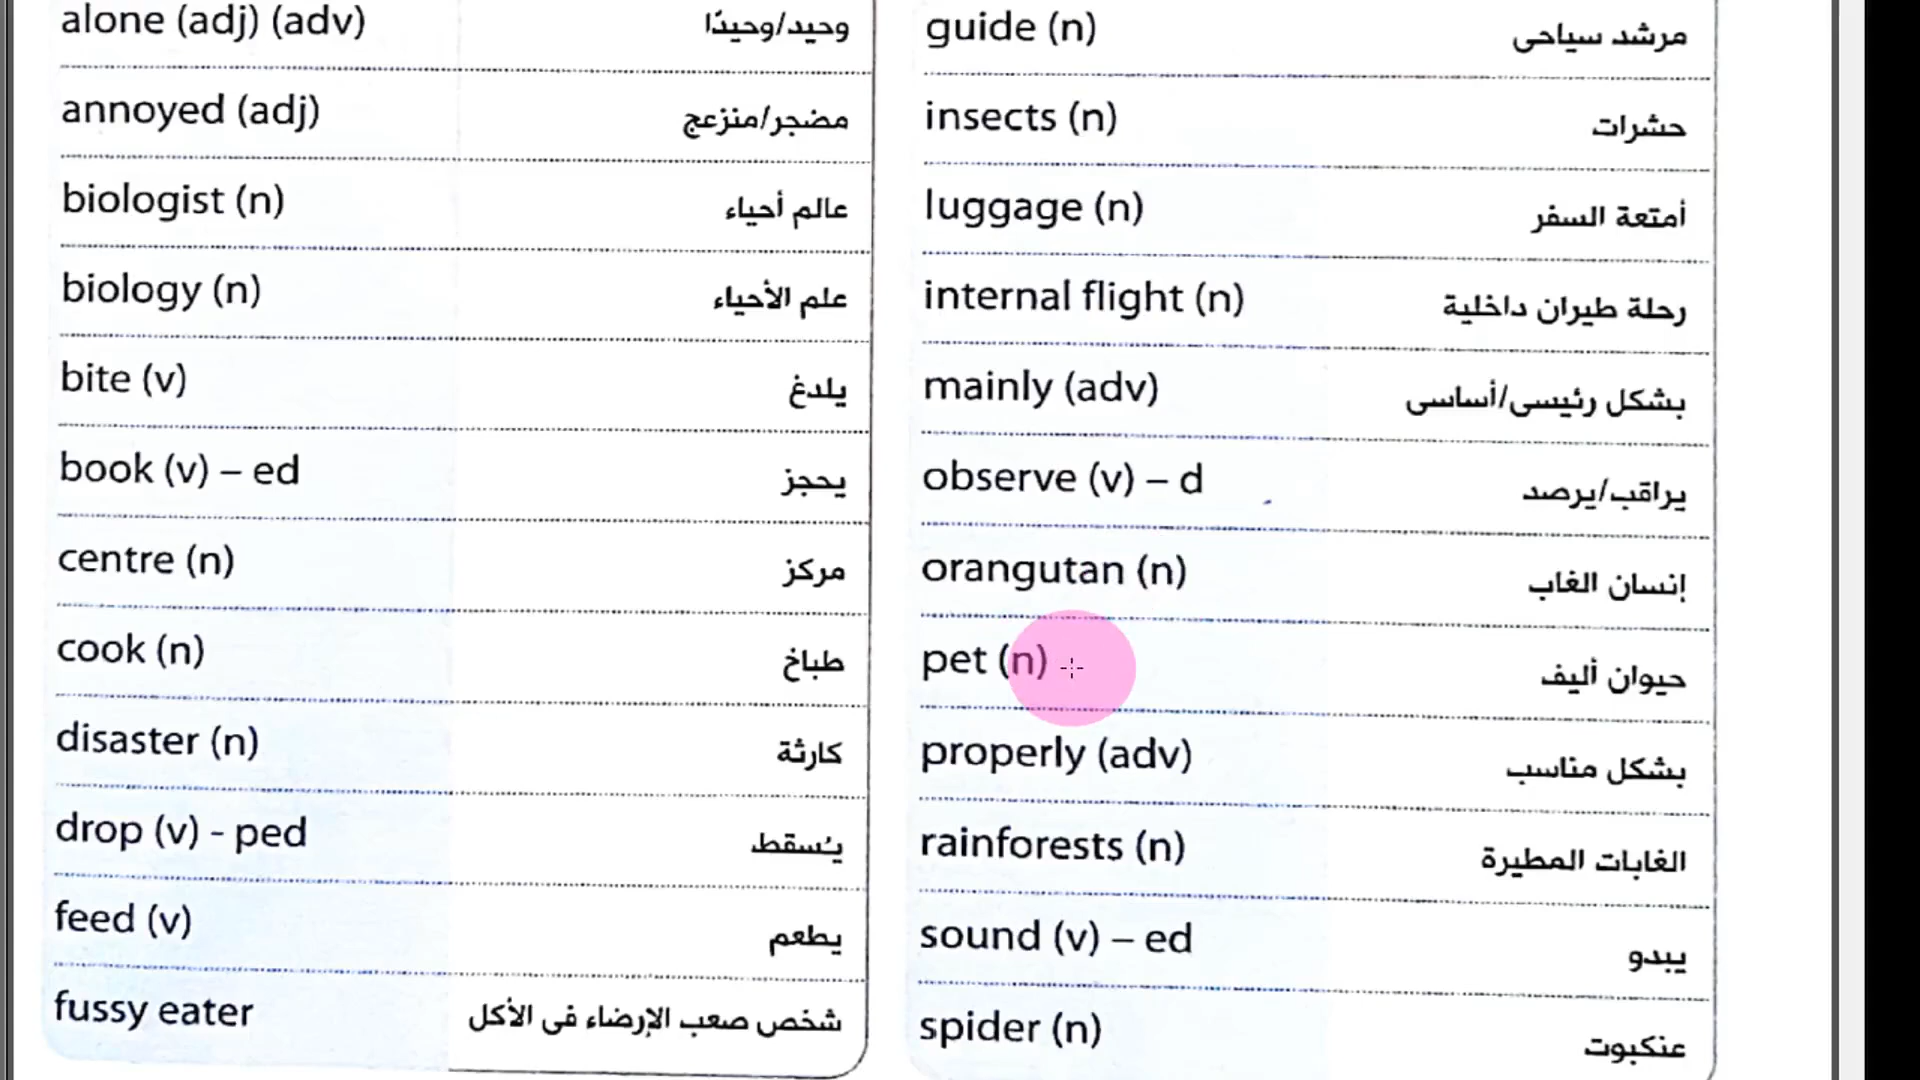 alone (adj) (adv) وحيد/وحيدًا
annoyed (adj) مضجر/منزعج
biologist (n) عالم أحياء
biology (n) علم الأحياء
bite (v) يلدغ
book (v) – ed يحجز
centre (n) مركز
cook (n) طباخ
disaster (n) كارثة
drop (v) - ped يُسقط
feed (v) يطعم
fussy eater شخص صعب الإرضاء فى الأكل
guide (n) مرشد سياحى
insects (n) حشرات
luggage (n) أمتعة السفر
internal flight (n) رحلة طيران داخلية
mainly (adv) بشكل رئيسى/أساسى
observe (v) – d يراقب/يرصد
orangutan (n) إنسان الغاب
pet (n) حيوان أليف
properly (adv) بشكل مناسب
rainforests (n) الغابات المطيرة
sound (v) – ed يبدو
spider (n) عنكبوت